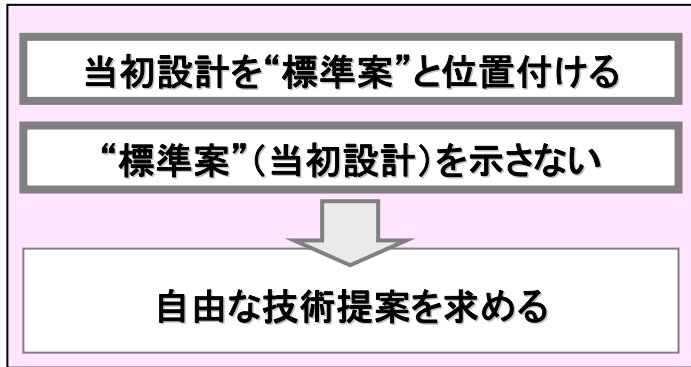 当初設計を“標準案”と位置付ける
“標準案”（当初設計）を示さない
自由な技術提案を求める